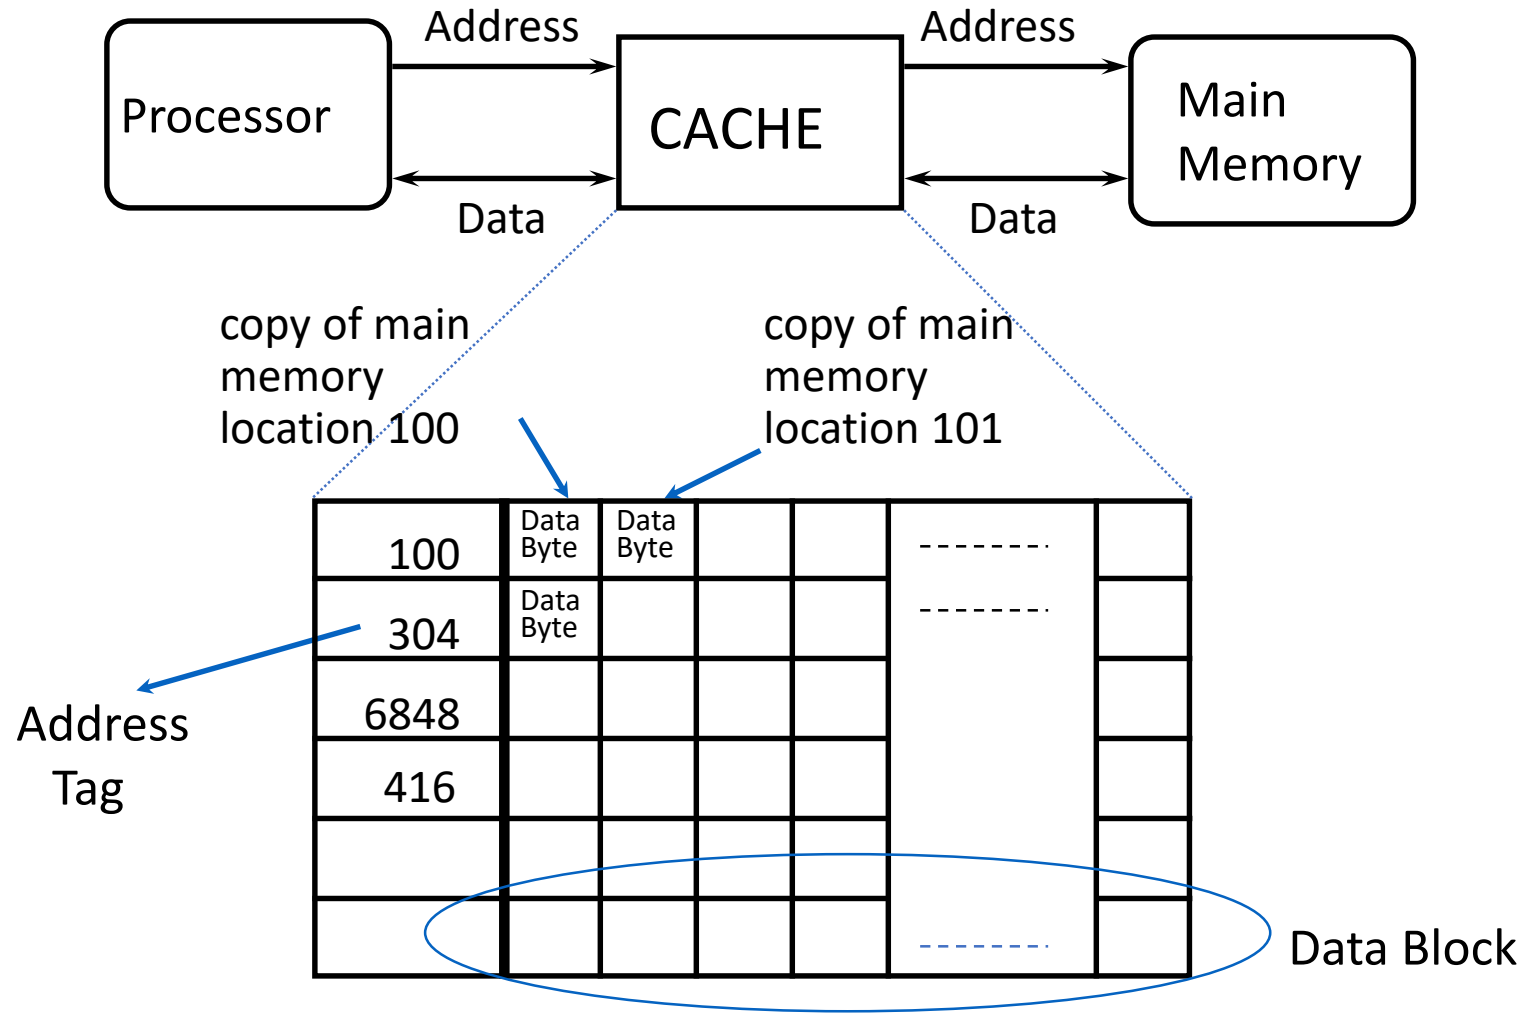 Address
Address
Processor
CACHE
Main
Memory
Data
Data
copy of main
memory
location 100
copy of main
memory
location 101
100
Data
Byte
Data
Byte
304
Data
Byte
6848
Address
Tag
416
Data Block